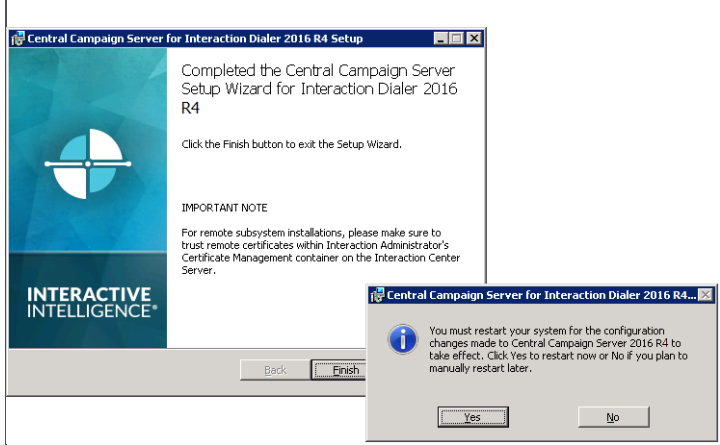 Central Campaign Server for Interaction Dialer 2016 R4 Setup
Completed the Central Campaign Server
Setup Wizard for Interaction Dialer 2016
R4
Click the Finish button to exit the Setup Wizard.
IMPORTANT NOTE
For remote subsystem installations, please make sure to
trust remote certificates within Interaction Administrator's
Certificate Management container on the Interaction Center
Server.
INTERACTIVE
INTELLIGENCE®
Back
Finish
Central Campaign Server for Interaction Dialer 2016 R4...
You must restart your system for the configuration
changes made to Central Campaign Server 2016 R4 to
take effect. Click Yes to restart now or No if you plan to
manually restart later.
Yes
No